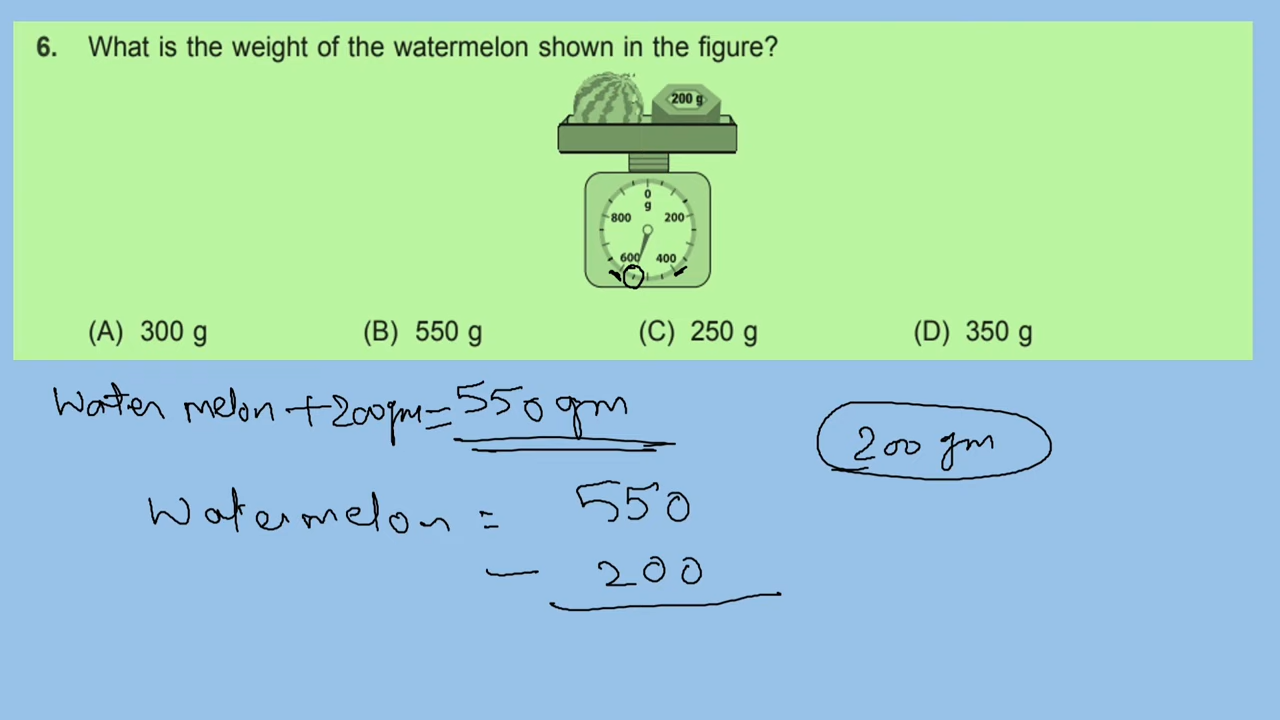 6. What is the weight of the watermelon shown in the figure?
200 g
0
g
800 200
600 400
(A) 300 g (B) 550 g (C) 250 g (D) 350 g
Water melon + 200gm = 550 gm
200 gm
Watermelon = 550
- 200